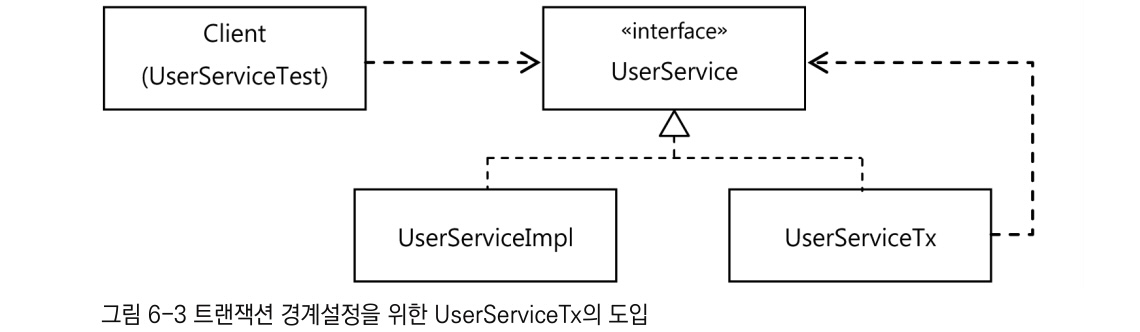 Client
(UserServiceTest)
«interface»
UserService
UserServiceImpl
UserServiceTx
그림 6-3 트랜잭션 경계설정을 위한 UserServiceTx의 도입